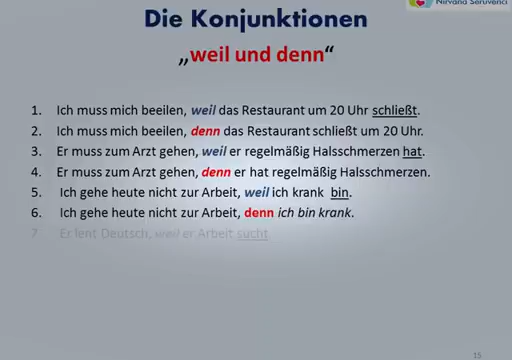 Nirvana Serüvenci
Die Konjunktionen
„weil und denn“
1. Ich muss mich beeilen, weil das Restaurant um 20 Uhr schließt.
2. Ich muss mich beeilen, denn das Restaurant schließt um 20 Uhr.
3. Er muss zum Arzt gehen, weil er regelmäßig Halsschmerzen hat.
4. Er muss zum Arzt gehen, denn er hat regelmäßig Halsschmerzen.
5. Ich gehe heute nicht zur Arbeit, weil ich krank bin.
6. Ich gehe heute nicht zur Arbeit, denn ich bin krank.
7. Er lent Deutsch, weil er Arbeit sucht.
15